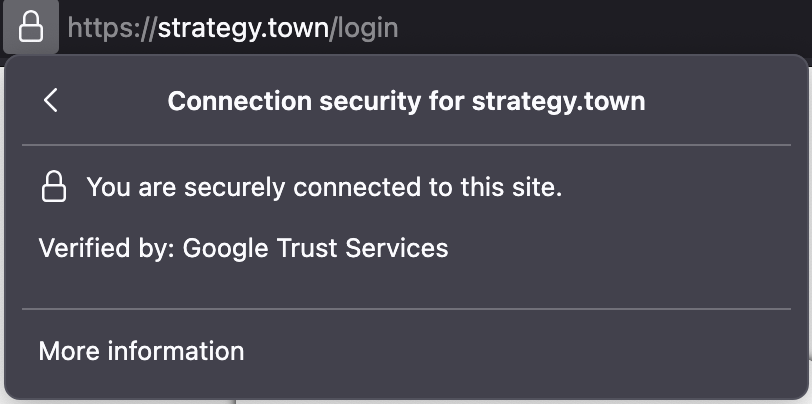 https://strategy.town/login
Connection security for strategy.town
You are securely connected to this site.
Verified by: Google Trust Services
More information